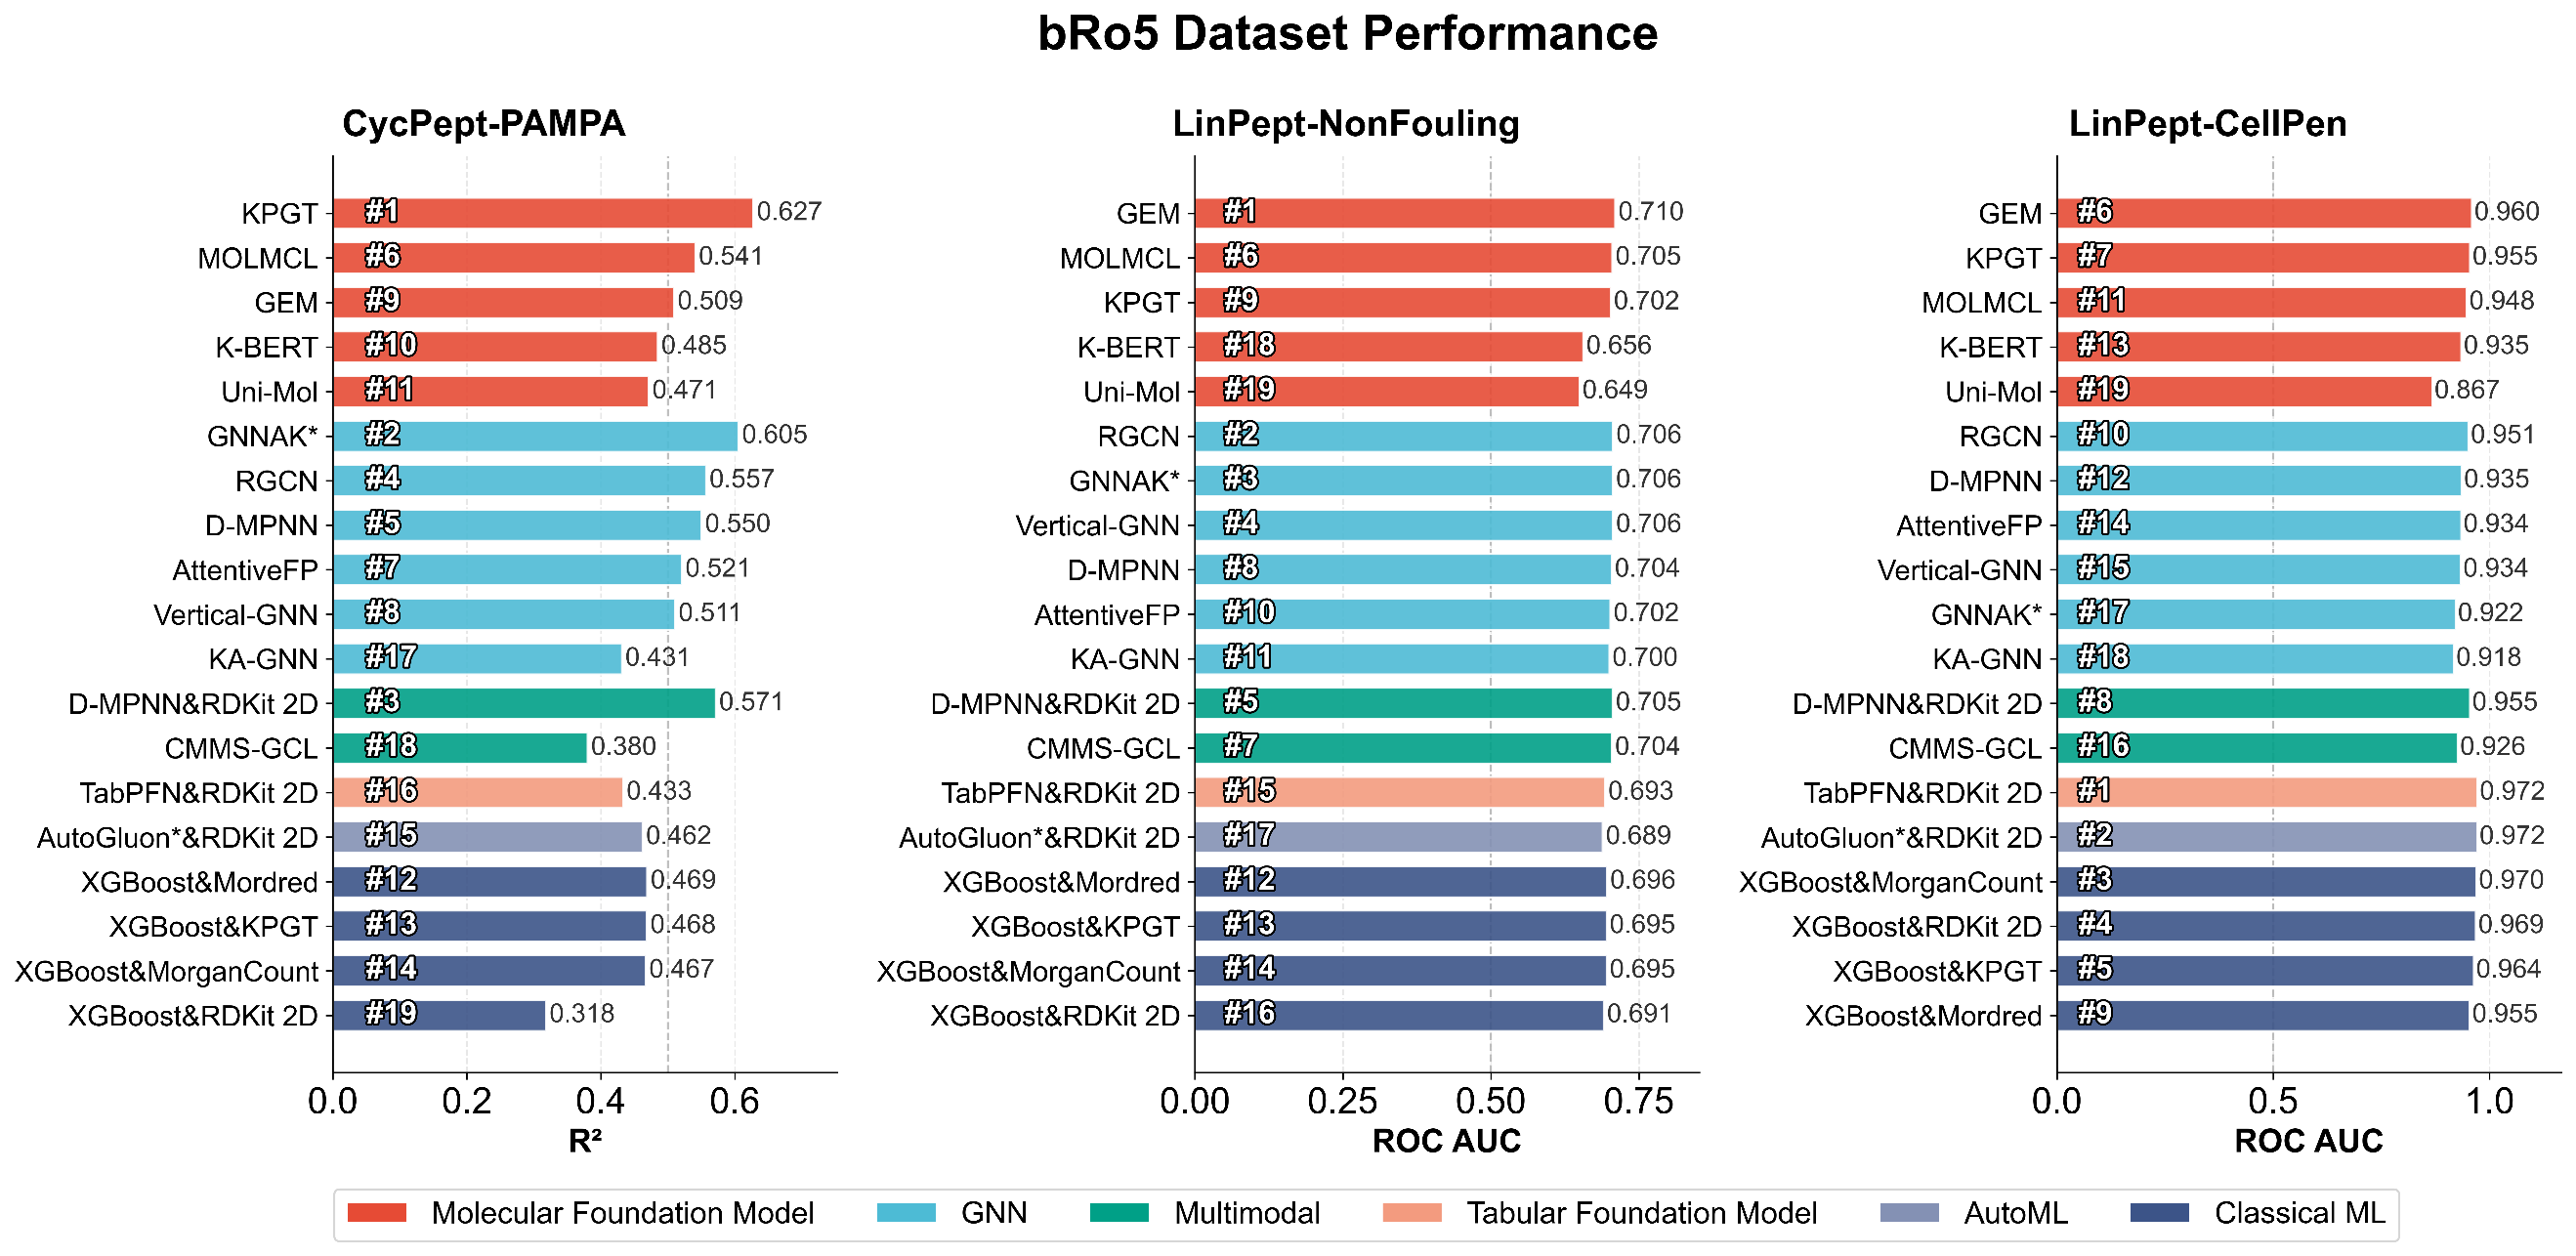 bRo5 Dataset Performance
CycPept-PAMPA
KPGT #1 0.627
MOLMCL #6 0.541
GEM #9 0.509
K-BERT #10 0.485
Uni-Mol #11 0.471
GNNAK* #2 0.605
RGCN #4 0.557
D-MPNN #5 0.550
AttentiveFP #7 0.521
Vertical-GNN #8 0.511
KA-GNN #17 0.431
D-MPNN&RDKit 2D #3 0.571
CMMS-GCL #18 0.380
TabPFN&RDKit 2D #16 0.433
AutoGluon*&RDKit 2D #15 0.462
XGBoost&Mordred #12 0.469
XGBoost&KPGT #13 0.468
XGBoost&MorganCount #14 0.467
XGBoost&RDKit 2D #19 0.318
0.0 0.2 0.4 0.6
R²
LinPept-NonFouling
GEM #1 0.710
MOLMCL #6 0.705
KPGT #9 0.702
K-BERT #18 0.656
Uni-Mol #19 0.649
RGCN #2 0.706
GNNAK* #3 0.706
Vertical-GNN #4 0.706
D-MPNN #8 0.704
AttentiveFP #10 0.702
KA-GNN #11 0.700
D-MPNN&RDKit 2D #5 0.705
CMMS-GCL #7 0.704
TabPFN&RDKit 2D #15 0.693
AutoGluon*&RDKit 2D #17 0.689
XGBoost&Mordred #12 0.696
XGBoost&KPGT #13 0.695
XGBoost&MorganCount #14 0.695
XGBoost&RDKit 2D #16 0.691
0.00 0.25 0.50 0.75
ROC AUC
LinPept-CellPen
GEM #6 0.960
KPGT #7 0.955
MOLMCL #11 0.948
K-BERT #13 0.935
Uni-Mol #19 0.867
RGCN #10 0.951
D-MPNN #12 0.935
AttentiveFP #14 0.934
Vertical-GNN #15 0.934
GNNAK* #17 0.922
KA-GNN #18 0.918
D-MPNN&RDKit 2D #8 0.955
CMMS-GCL #16 0.926
TabPFN&RDKit 2D #1 0.972
AutoGluon*&RDKit 2D #2 0.972
XGBoost&MorganCount #3 0.970
XGBoost&RDKit 2D #4 0.969
XGBoost&KPGT #5 0.964
XGBoost&Mordred #9 0.955
0.0 0.5 1.0
ROC AUC
Molecular Foundation Model GNN Multimodal Tabular Foundation Model AutoML Classical ML